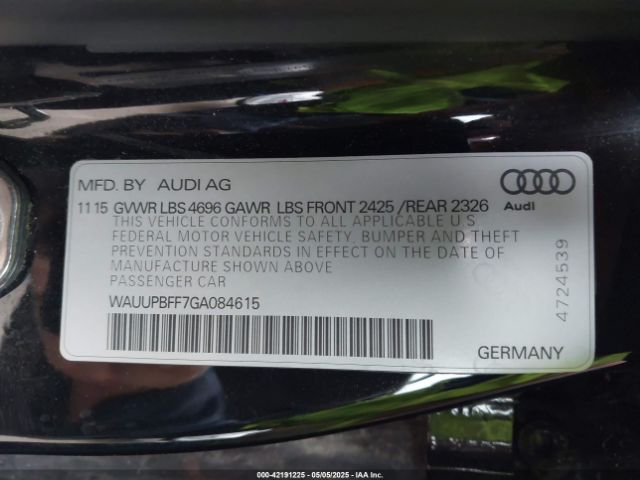 MFD. BY AUDI AG
11 15 GVWR LBS 4696 GAWR LBS FRONT 2425 /REAR 2326
THIS VEHICLE CONFORMS TO ALL APPLICABLE U.S.
FEDERAL MOTOR VEHICLE SAFETY, BUMPER AND THEFT
PREVENTION STANDARDS IN EFFECT ON THE DATE OF
MANUFACTURE SHOWN ABOVE
PASSENGER CAR
WAUUPBFF7GA084615
Audi
4724539
GERMANY
000-42191225 - 05/05/2025 - IAA Inc.